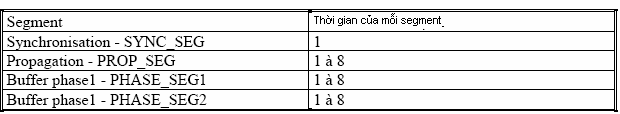 Segment Thời gian của mỗi segment
Synchronisation - SYNC_SEG 1
Propagation - PROP_SEG 1 à 8
Buffer phase1 - PHASE_SEG1 1 à 8
Buffer phase1 - PHASE_SEG2 1 à 8